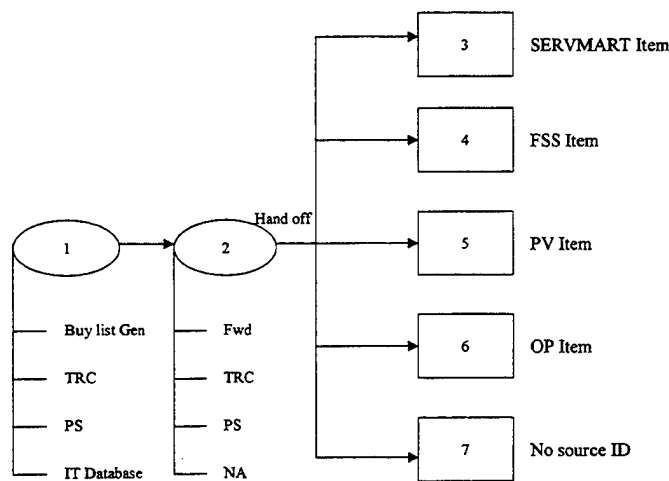 3 SERVMART Item
4 FSS Item
Hand off
1 2 5 PV Item
Buy list Gen Fwd
6 OP Item
TRC TRC
PS PS
7 No source ID
IT Database NA